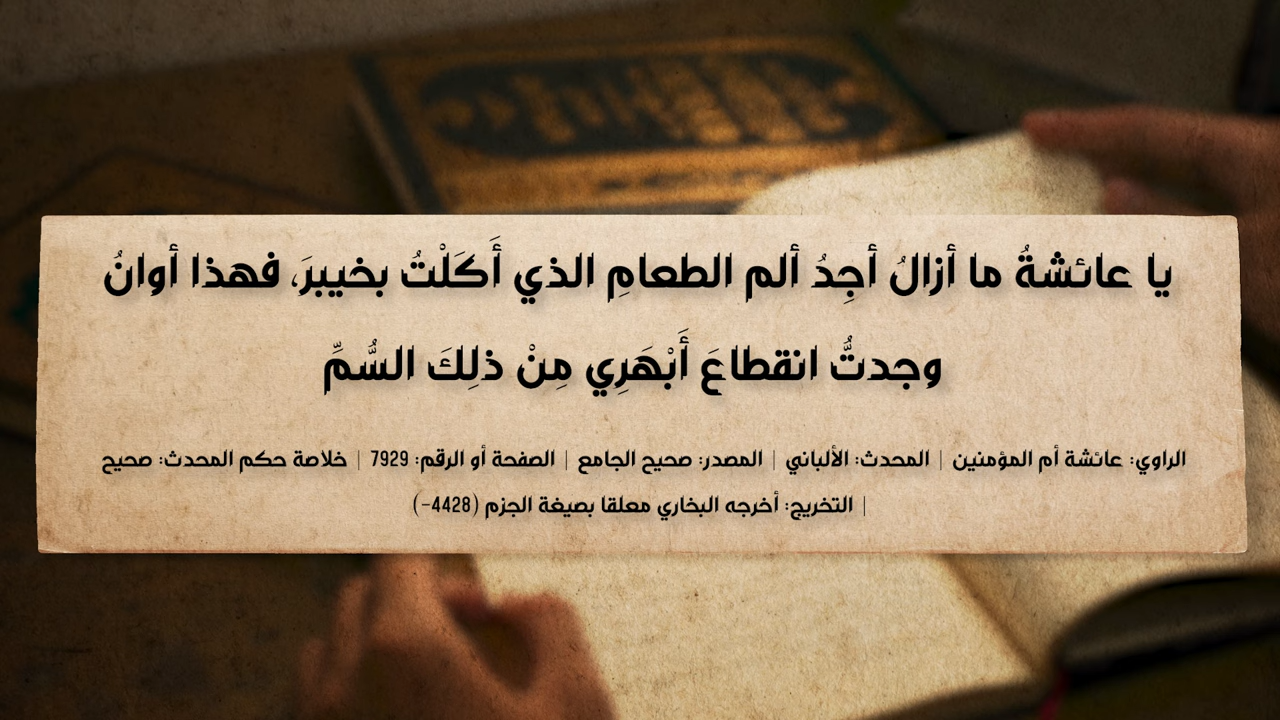 يا عائشةُ ما أزالُ أجِدُ ألم الطعامِ الذي أَكَلْتُ بخيبرَ، فهذا أوانُ
وجدتُّ انقطاعَ أَبْهَرِي مِنْ ذلِكَ السُّمِّ
الراوي: عائشة أم المؤمنين | المحدث: الألباني | المصدر: صحيح الجامع | الصفحة أو الرقم: 7929 | خلاصة حكم المحدث: صحيح
| التخريج: أخرجه البخاري معلقا بصيغة الجزم (4428-)